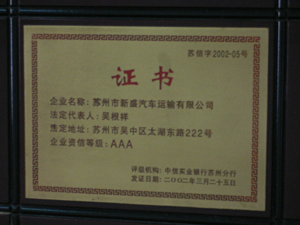 苏信字2002-05号
证书
企业名称: 苏州市新盛汽车运输有限公司
法定代表人: 吴根祥
法定地址: 苏州市吴中区太湖东路222号
企业资信等级: AAA
评级机构: 中信实业银行苏州分行
发证日期: 二00二年三月二十五日